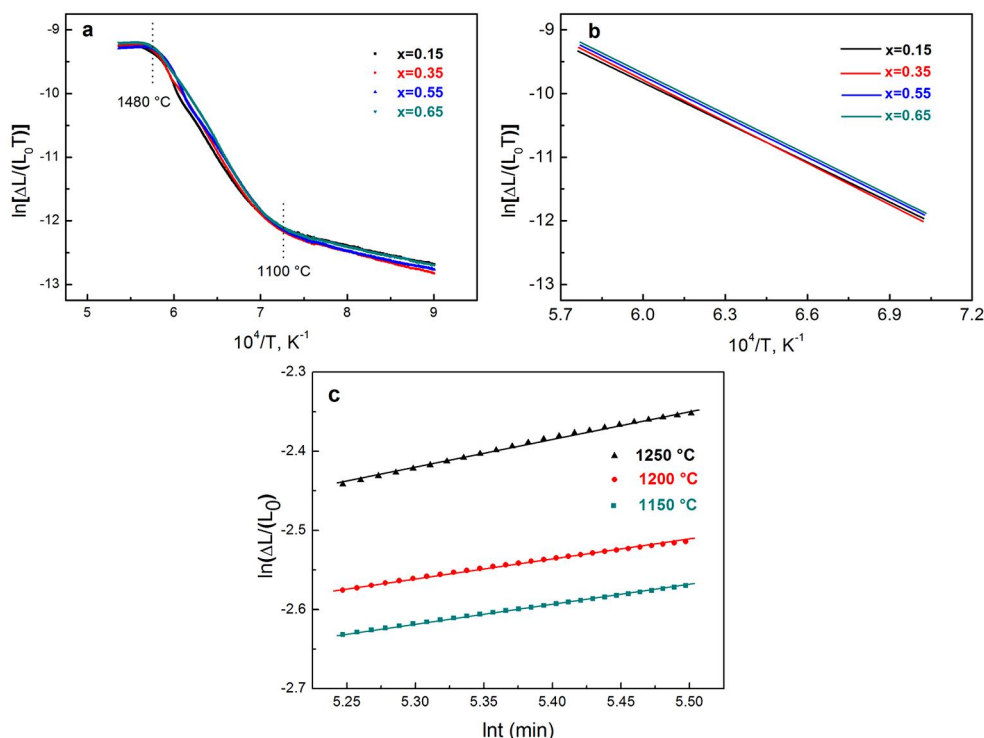 a
-9
-10
-11
-12
-13
ln[ΔL/(L₀T)]
x=0.15
x=0.35
x=0.55
x=0.65
1480 °C
1100 °C
5 6 7 8 9
10⁴/T, K⁻¹
b
-9
-10
-11
-12
-13
ln[ΔL/(L₀T)]
x=0.15
x=0.35
x=0.55
x=0.65
5.7 6.0 6.3 6.6 6.9 7.2
10⁴/T, K⁻¹
c
-2.3
-2.4
-2.5
-2.6
-2.7
ln(ΔL/(L₀)
1250 °C
1200 °C
1150 °C
5.25 5.30 5.35 5.40 5.45 5.50
lnt (min)